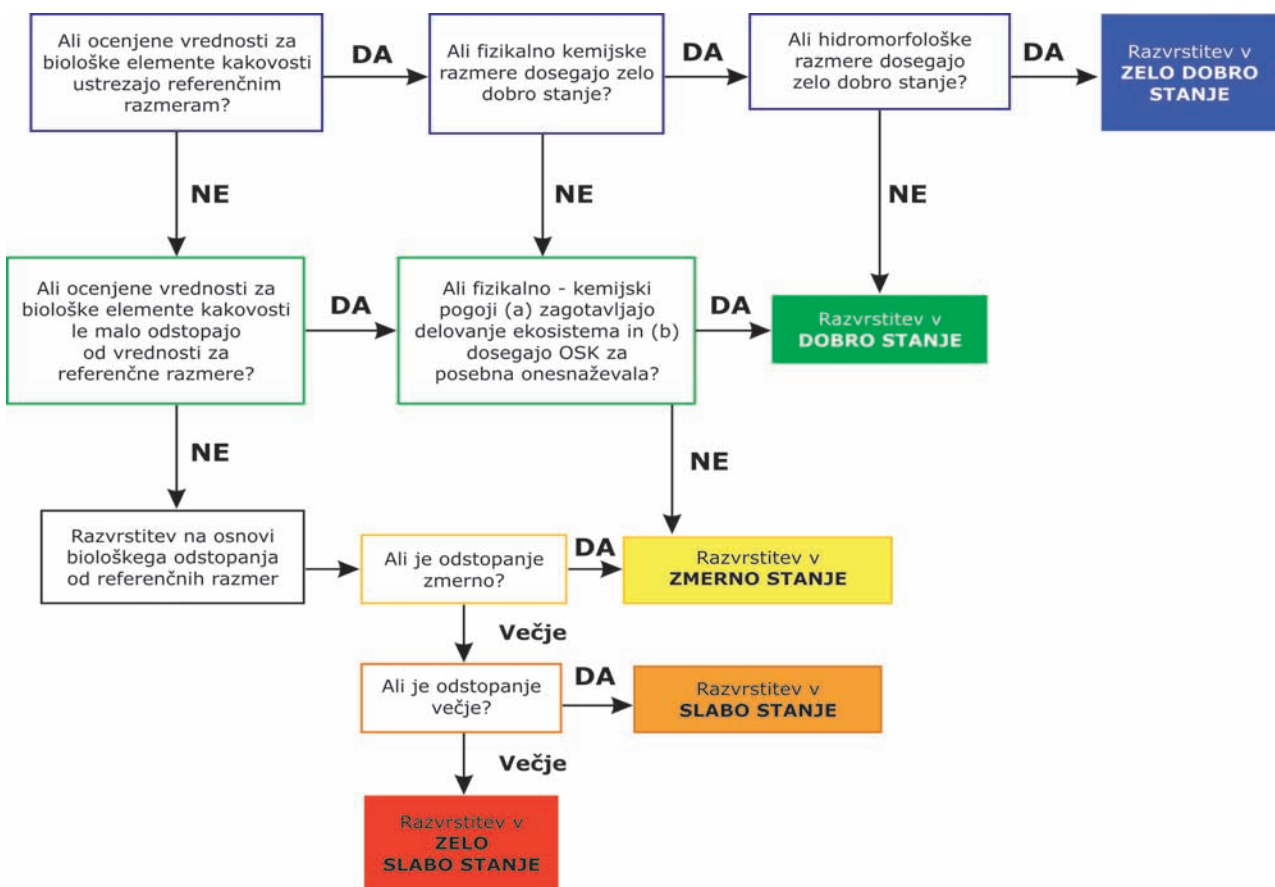 Ali ocenjene vrednosti za
biološke elemente kakovosti
ustrezajo referenčnim
razmeram?
DA
Ali fizikalno kemijske
razmere dosegajo zelo
dobro stanje?
DA
Ali hidromorfološke
razmere dosegajo
zelo dobro stanje?
DA
Razvrstitev v
ZELO DOBRO
STANJE
NE
NE
NE
Ali ocenjene vrednosti za
biološke elemente kakovosti
le malo odstopajo
od vrednosti za
referenčne razmere?
DA
Ali fizikalno - kemijski
pogoji (a) zagotavljajo
delovanje ekosistema in (b)
dosegajo OSK za
posebna onesnaževala?
DA
Razvrstitev v
DOBRO STANJE
NE
NE
Razvrstitev na osnovi
biološkega odstopanja
od referenčnih razmer
Ali je odstopanje
zmerno?
DA
Razvrstitev v
ZMERNO STANJE
Večje
Ali je odstopanje
večje?
DA
Razvrstitev v
SLABO STANJE
Večje
Razvrstitev v
ZELO
SLABO STANJE